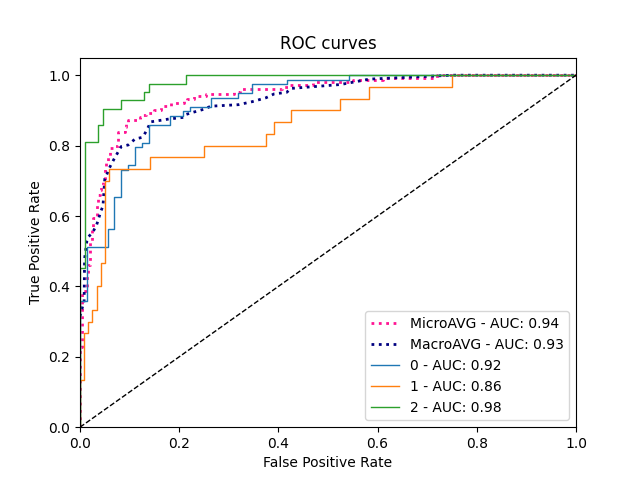 ROC curves
True Positive Rate
1.0
0.8
0.6
0.4
0.2
0.0
0.0 0.2 0.4 0.6 0.8 1.0
False Positive Rate
MicroAVG - AUC: 0.94
MacroAVG - AUC: 0.93
0 - AUC: 0.92
1 - AUC: 0.86
2 - AUC: 0.98